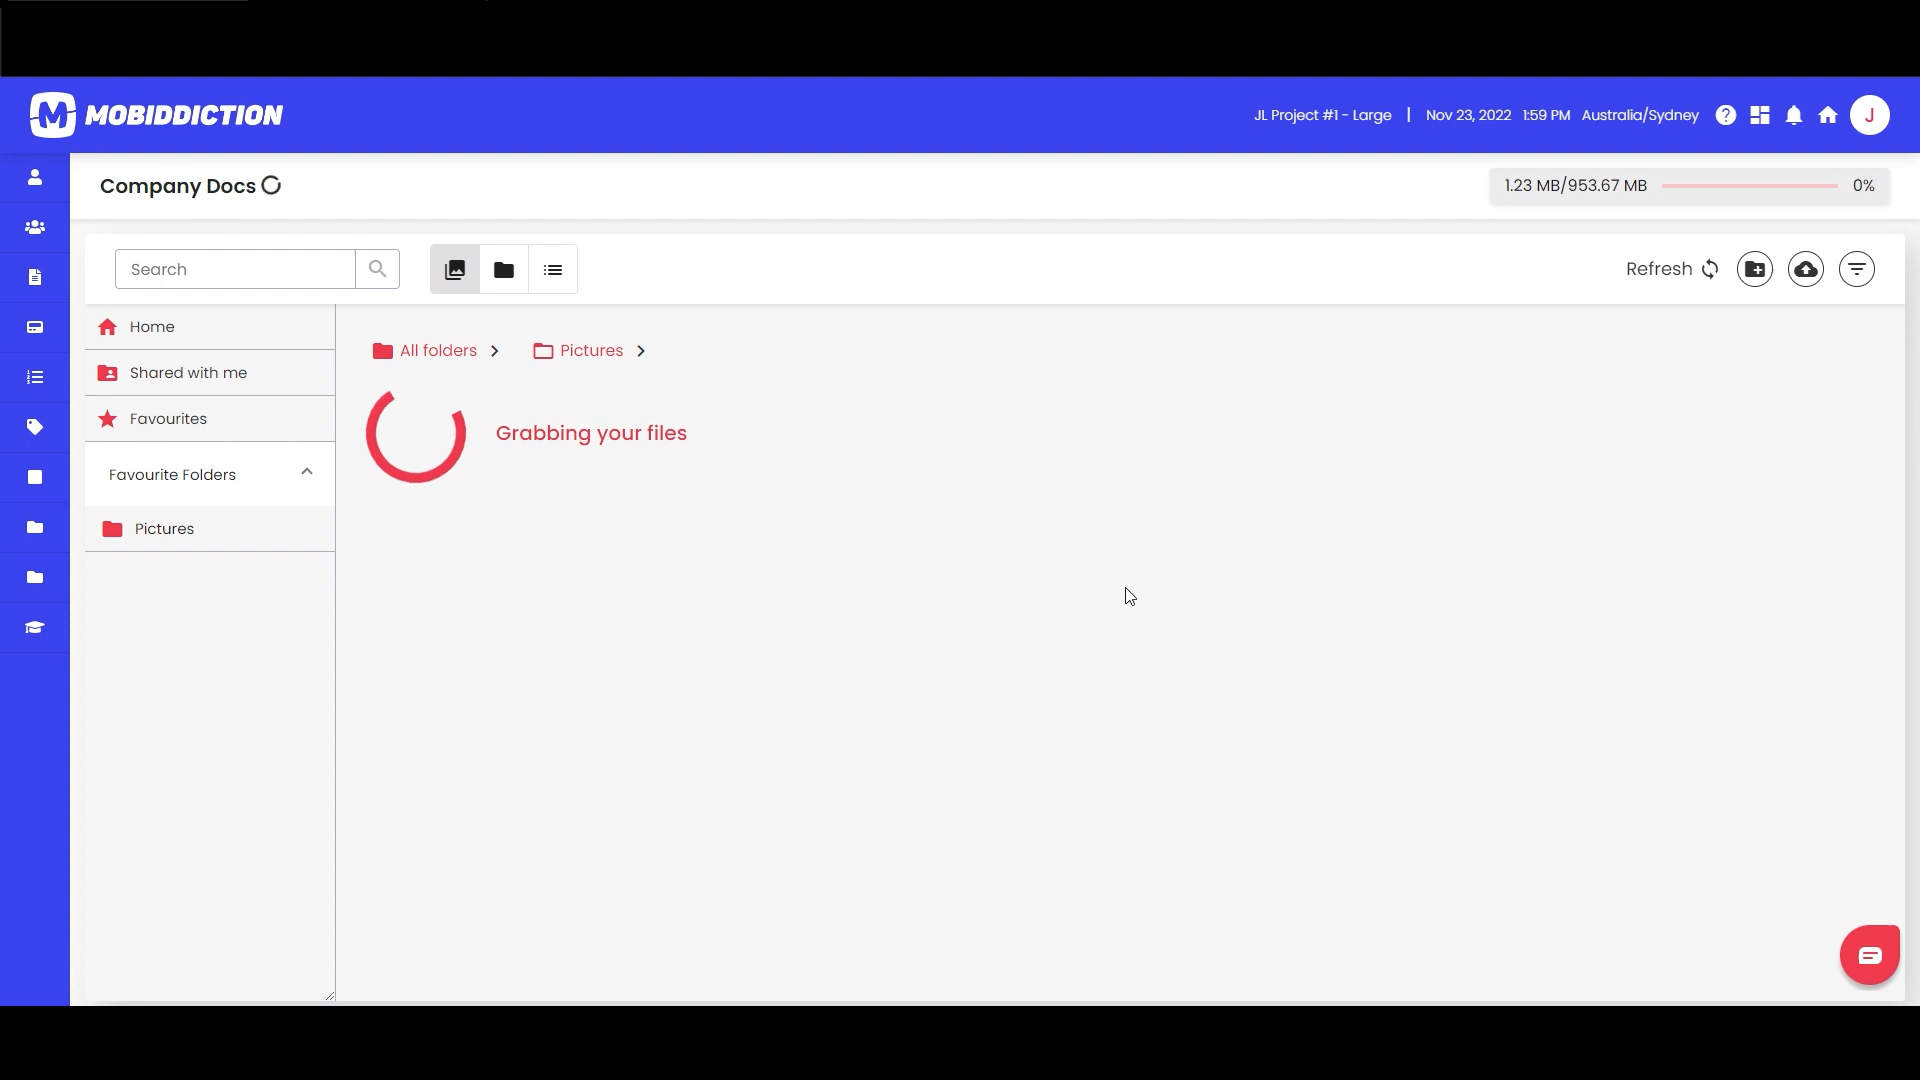 MOBIDDICTION
JL Project #1 - Large | Nov 23, 2022 1:59 PM Australia/Sydney
J
Company Docs
1.23 MB/953.67 MB 0%
Search
Refresh
Home
Shared with me
Favourites
Favourite Folders
Pictures
All folders > Pictures >
Grabbing your files